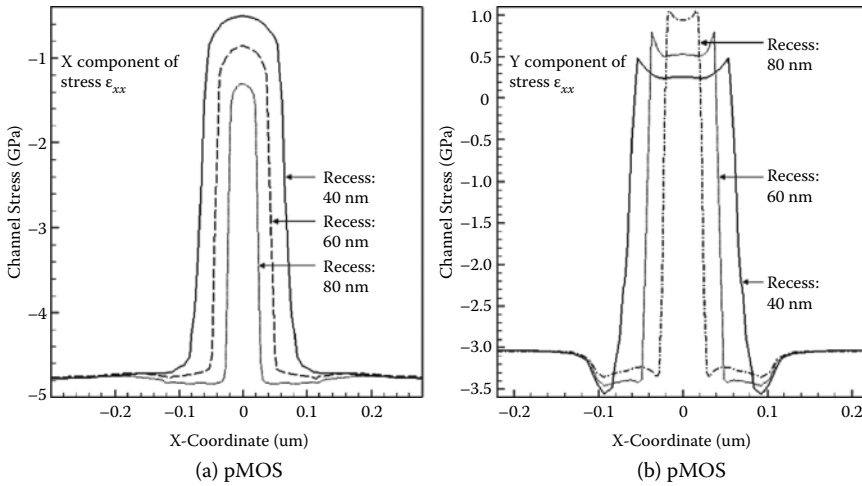 −1
−2
−3
−4
−5
Channel Stress (GPa)
X component of
stress εxx
Recess:
40 nm
Recess:
60 nm
Recess:
80 nm
−0.2
−0.1
0
0.1
0.2
X-Coordinate (um)
(a) pMOS
1.0
0.5
0
−0.5
−1.0
−1.5
−2.0
−2.5
−3.0
−3.5
Channel Stress (GPa)
Y component of
stress εxx
Recess:
80 nm
Recess:
60 nm
Recess:
40 nm
−0.2
−0.1
0
0.1
0.2
X-Coordinate (um)
(b) pMOS